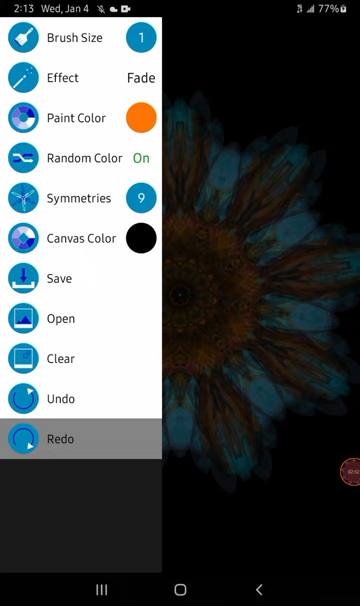 2:13 Wed, Jan 4 77%
Brush Size 1
Effect Fade
Paint Color
Random Color On
Symmetries 9
Canvas Color
Save
Open
Clear
Undo
Redo